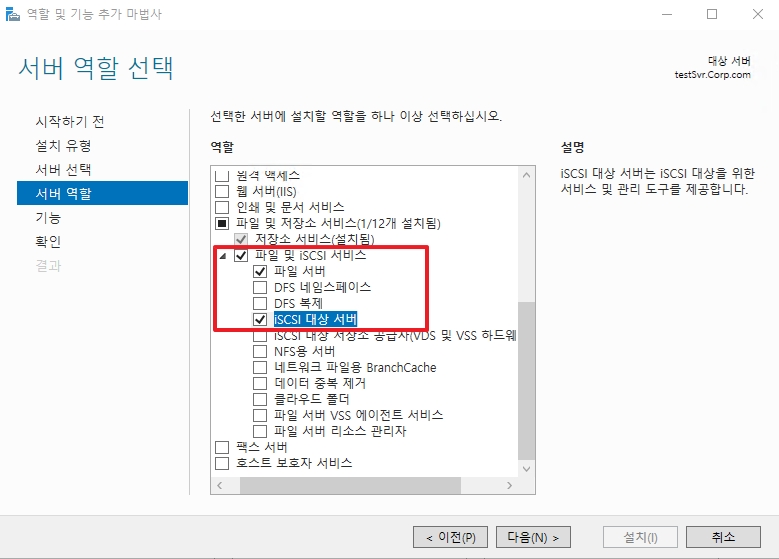 역할 및 기능 추가 마법사
서버 역할 선택
대상 서버
testSvr.Corp.com
시작하기 전
설치 유형
서버 선택
서버 역할
기능
확인
결과
선택한 서버에 설치할 역할을 하나 이상 선택하십시오.
역할
원격 액세스
웹 서버(IIS)
인쇄 및 문서 서비스
파일 및 저장소 서비스(1/12개 설치됨)
저장소 서비스(설치됨)
파일 및 iSCSI 서비스
파일 서버
DFS 네임스페이스
DFS 복제
iSCSI 대상 서버
iSCSI 대상 저장소 공급자(VDS 및 VSS 하드웨
NFS용 서버
네트워크 파일용 BranchCache
데이터 중복 제거
클라우드 폴더
파일 서버 VSS 에이전트 서비스
파일 서버 리소스 관리자
팩스 서버
호스트 보호자 서비스
설명
iSCSI 대상 서버는 iSCSI 대상을 위한
서비스 및 관리 도구를 제공합니다.
< 이전(P)
다음(N) >
설치(I)
취소